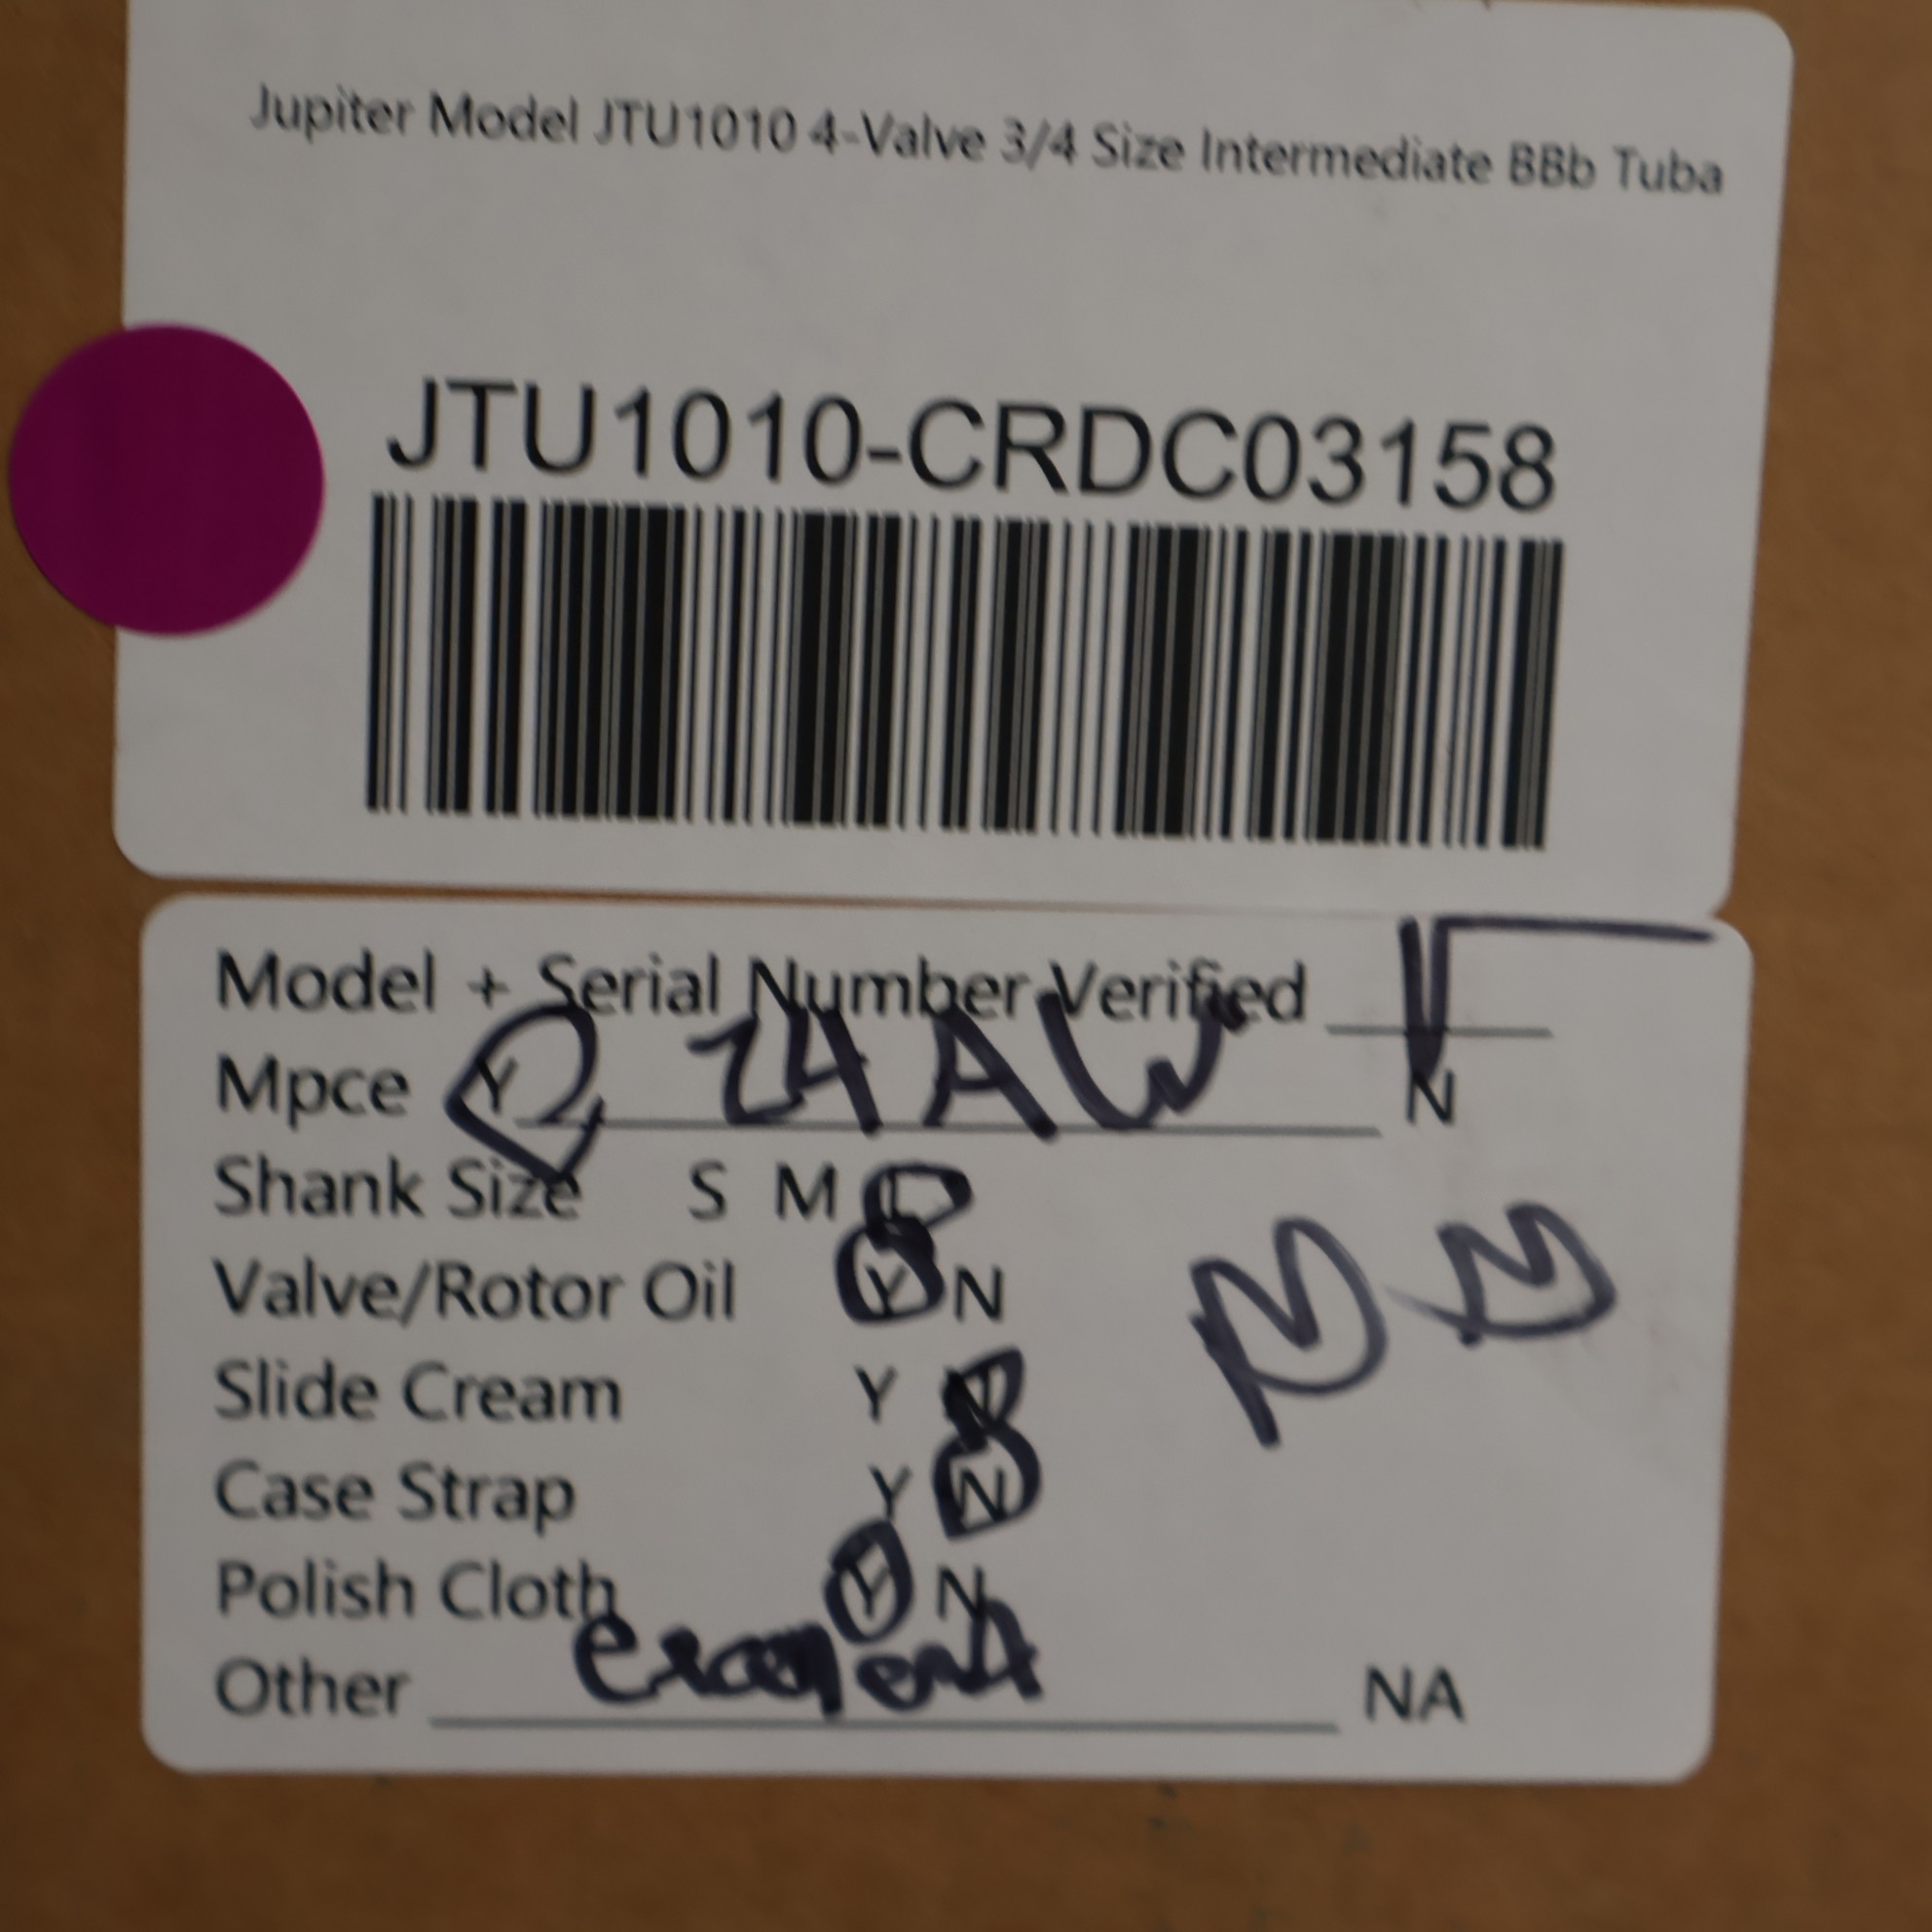 Jupiter Model JTU1010 4-Valve 3/4 Size Intermediate BBb Tuba
JTU1010-CRDC03158
Model + Serial Number Verified
Mpce Y 24AW N
Shank Size S M L
Valve/Rotor Oil Y N
Slide Cream Y N
Case Strap Y N
Polish Cloth Y N
Other NA